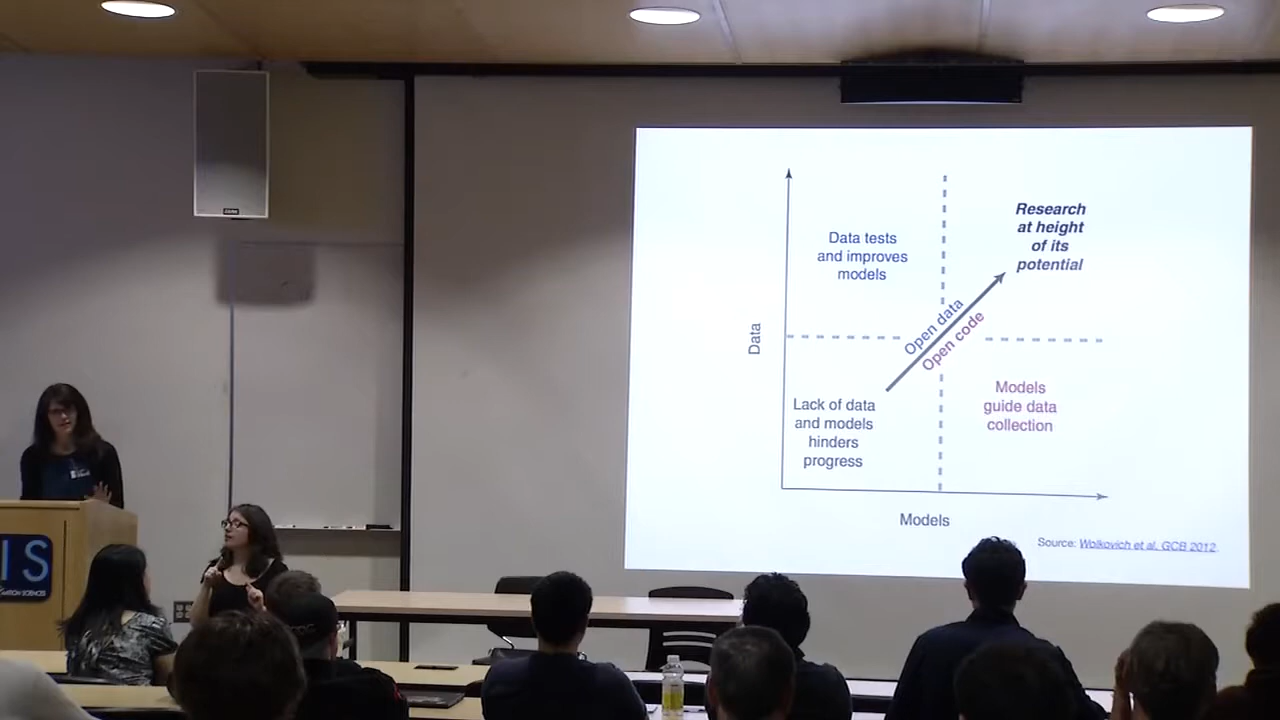 Research
at height
of its
potential
Data tests
and improves
models
Open data
Open code
Data
Models
guide data
collection
Lack of data
and models
hinders
progress
Models
Source: Wolkovich et al, GCB 2012
IS